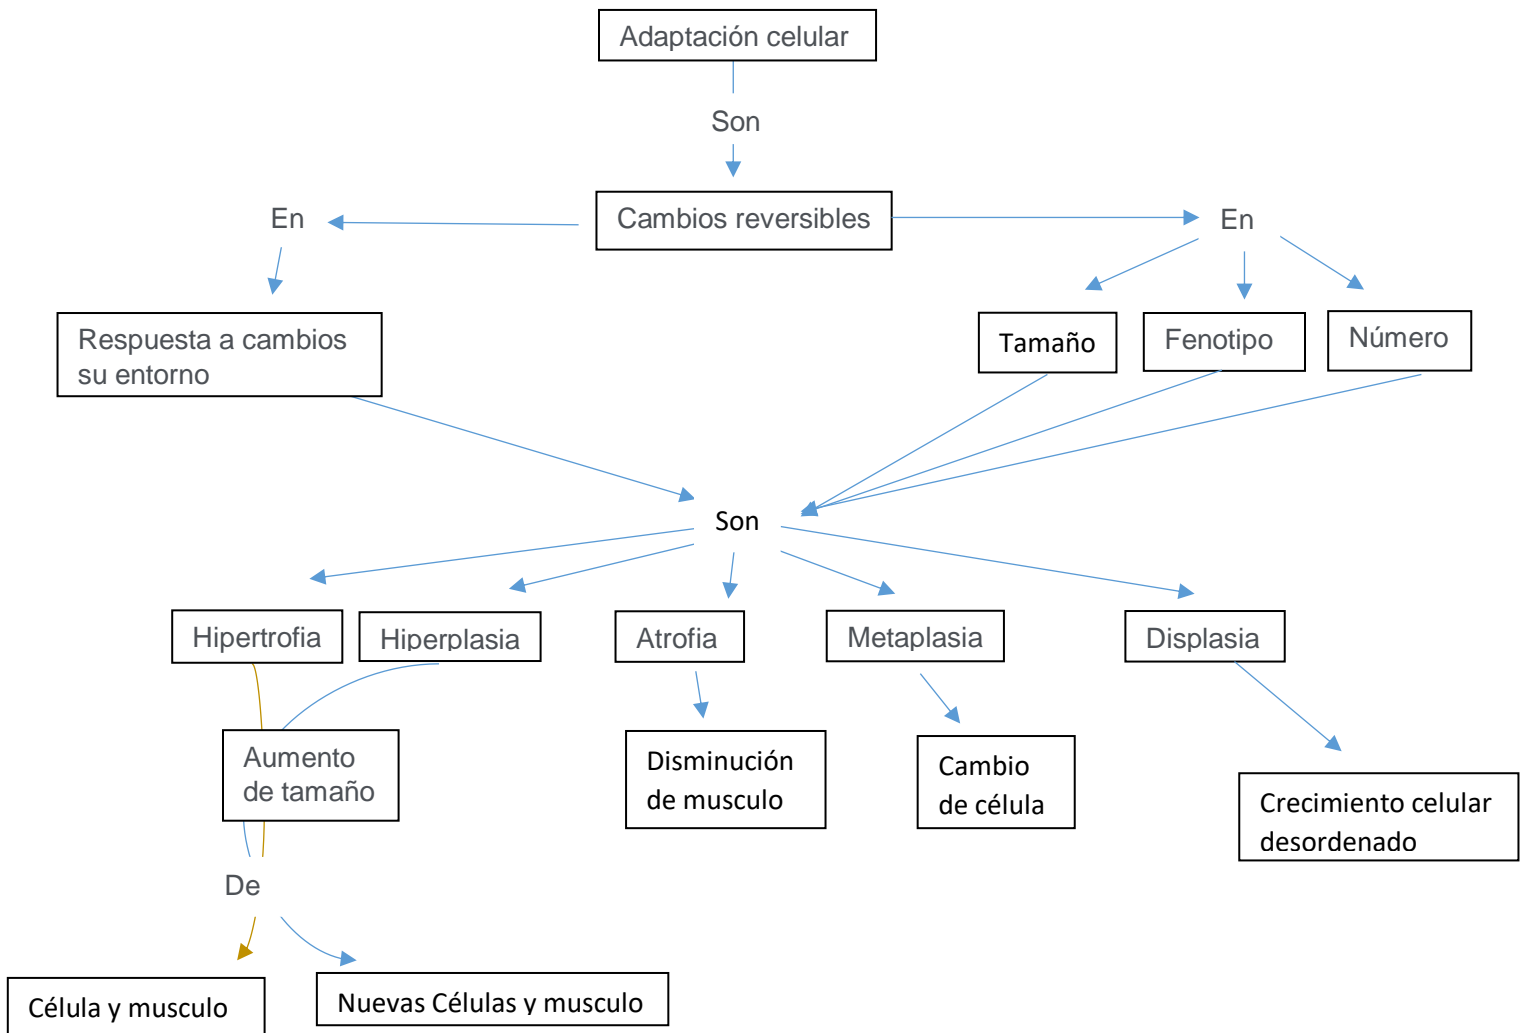 Adaptación celular
Son
En
Cambios reversibles
En
Respuesta a cambios
su entorno
Tamaño
Fenotipo
Número
Son
Hipertrofia
Hiperplasia
Atrofia
Metaplasia
Displasia
Aumento
de tamaño
Disminución
de musculo
Cambio
de célula
Crecimiento celular
desordenado
De
Célula y musculo
Nuevas Células y musculo